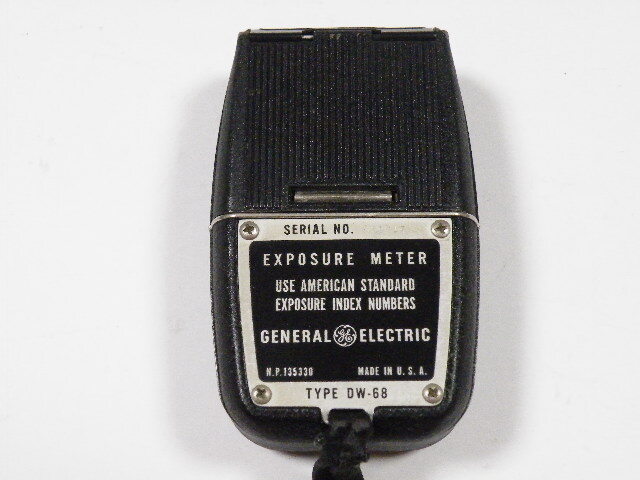 SERIAL NO.
EXPOSURE METER
USE AMERICAN STANDARD
EXPOSURE INDEX NUMBERS
GENERAL GE ELECTRIC
N.P.135330 MADE IN U.S.A.
TYPE DW-68